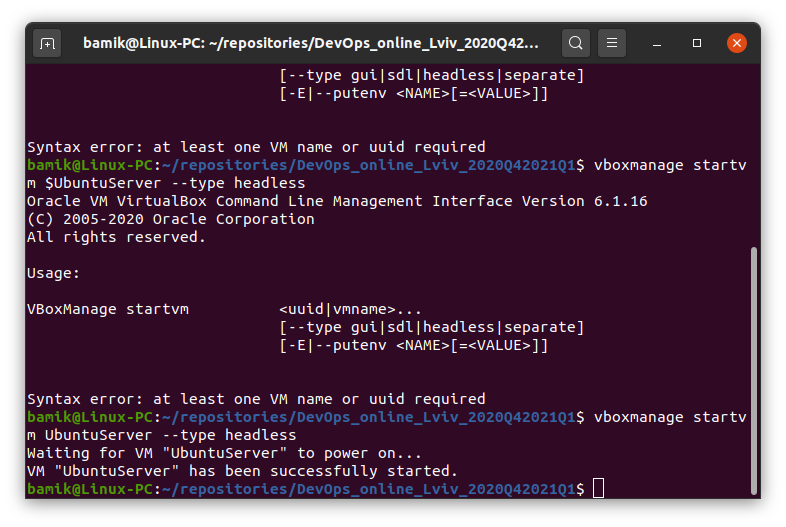 bamik@Linux-PC: ~/repositories/DevOps_online_Lviv_2020Q42...
[--type gui|sdl|headless|separate]
[-E|--putenv <NAME>[=<VALUE>]]
Syntax error: at least one VM name or uuid required
bamik@Linux-PC:~/repositories/DevOps_online_Lviv_2020Q42021Q1$ vboxmanage startv
m $UbuntuServer --type headless
Oracle VM VirtualBox Command Line Management Interface Version 6.1.16
(C) 2005-2020 Oracle Corporation
All rights reserved.
Usage:
VBoxManage startvm          <uuid|vmname>...
[--type gui|sdl|headless|separate]
[-E|--putenv <NAME>[=<VALUE>]]
Syntax error: at least one VM name or uuid required
bamik@Linux-PC:~/repositories/DevOps_online_Lviv_2020Q42021Q1$ vboxmanage startv
m UbuntuServer --type headless
Waiting for VM "UbuntuServer" to power on...
VM "UbuntuServer" has been successfully started.
bamik@Linux-PC:~/repositories/DevOps_online_Lviv_2020Q42021Q1$